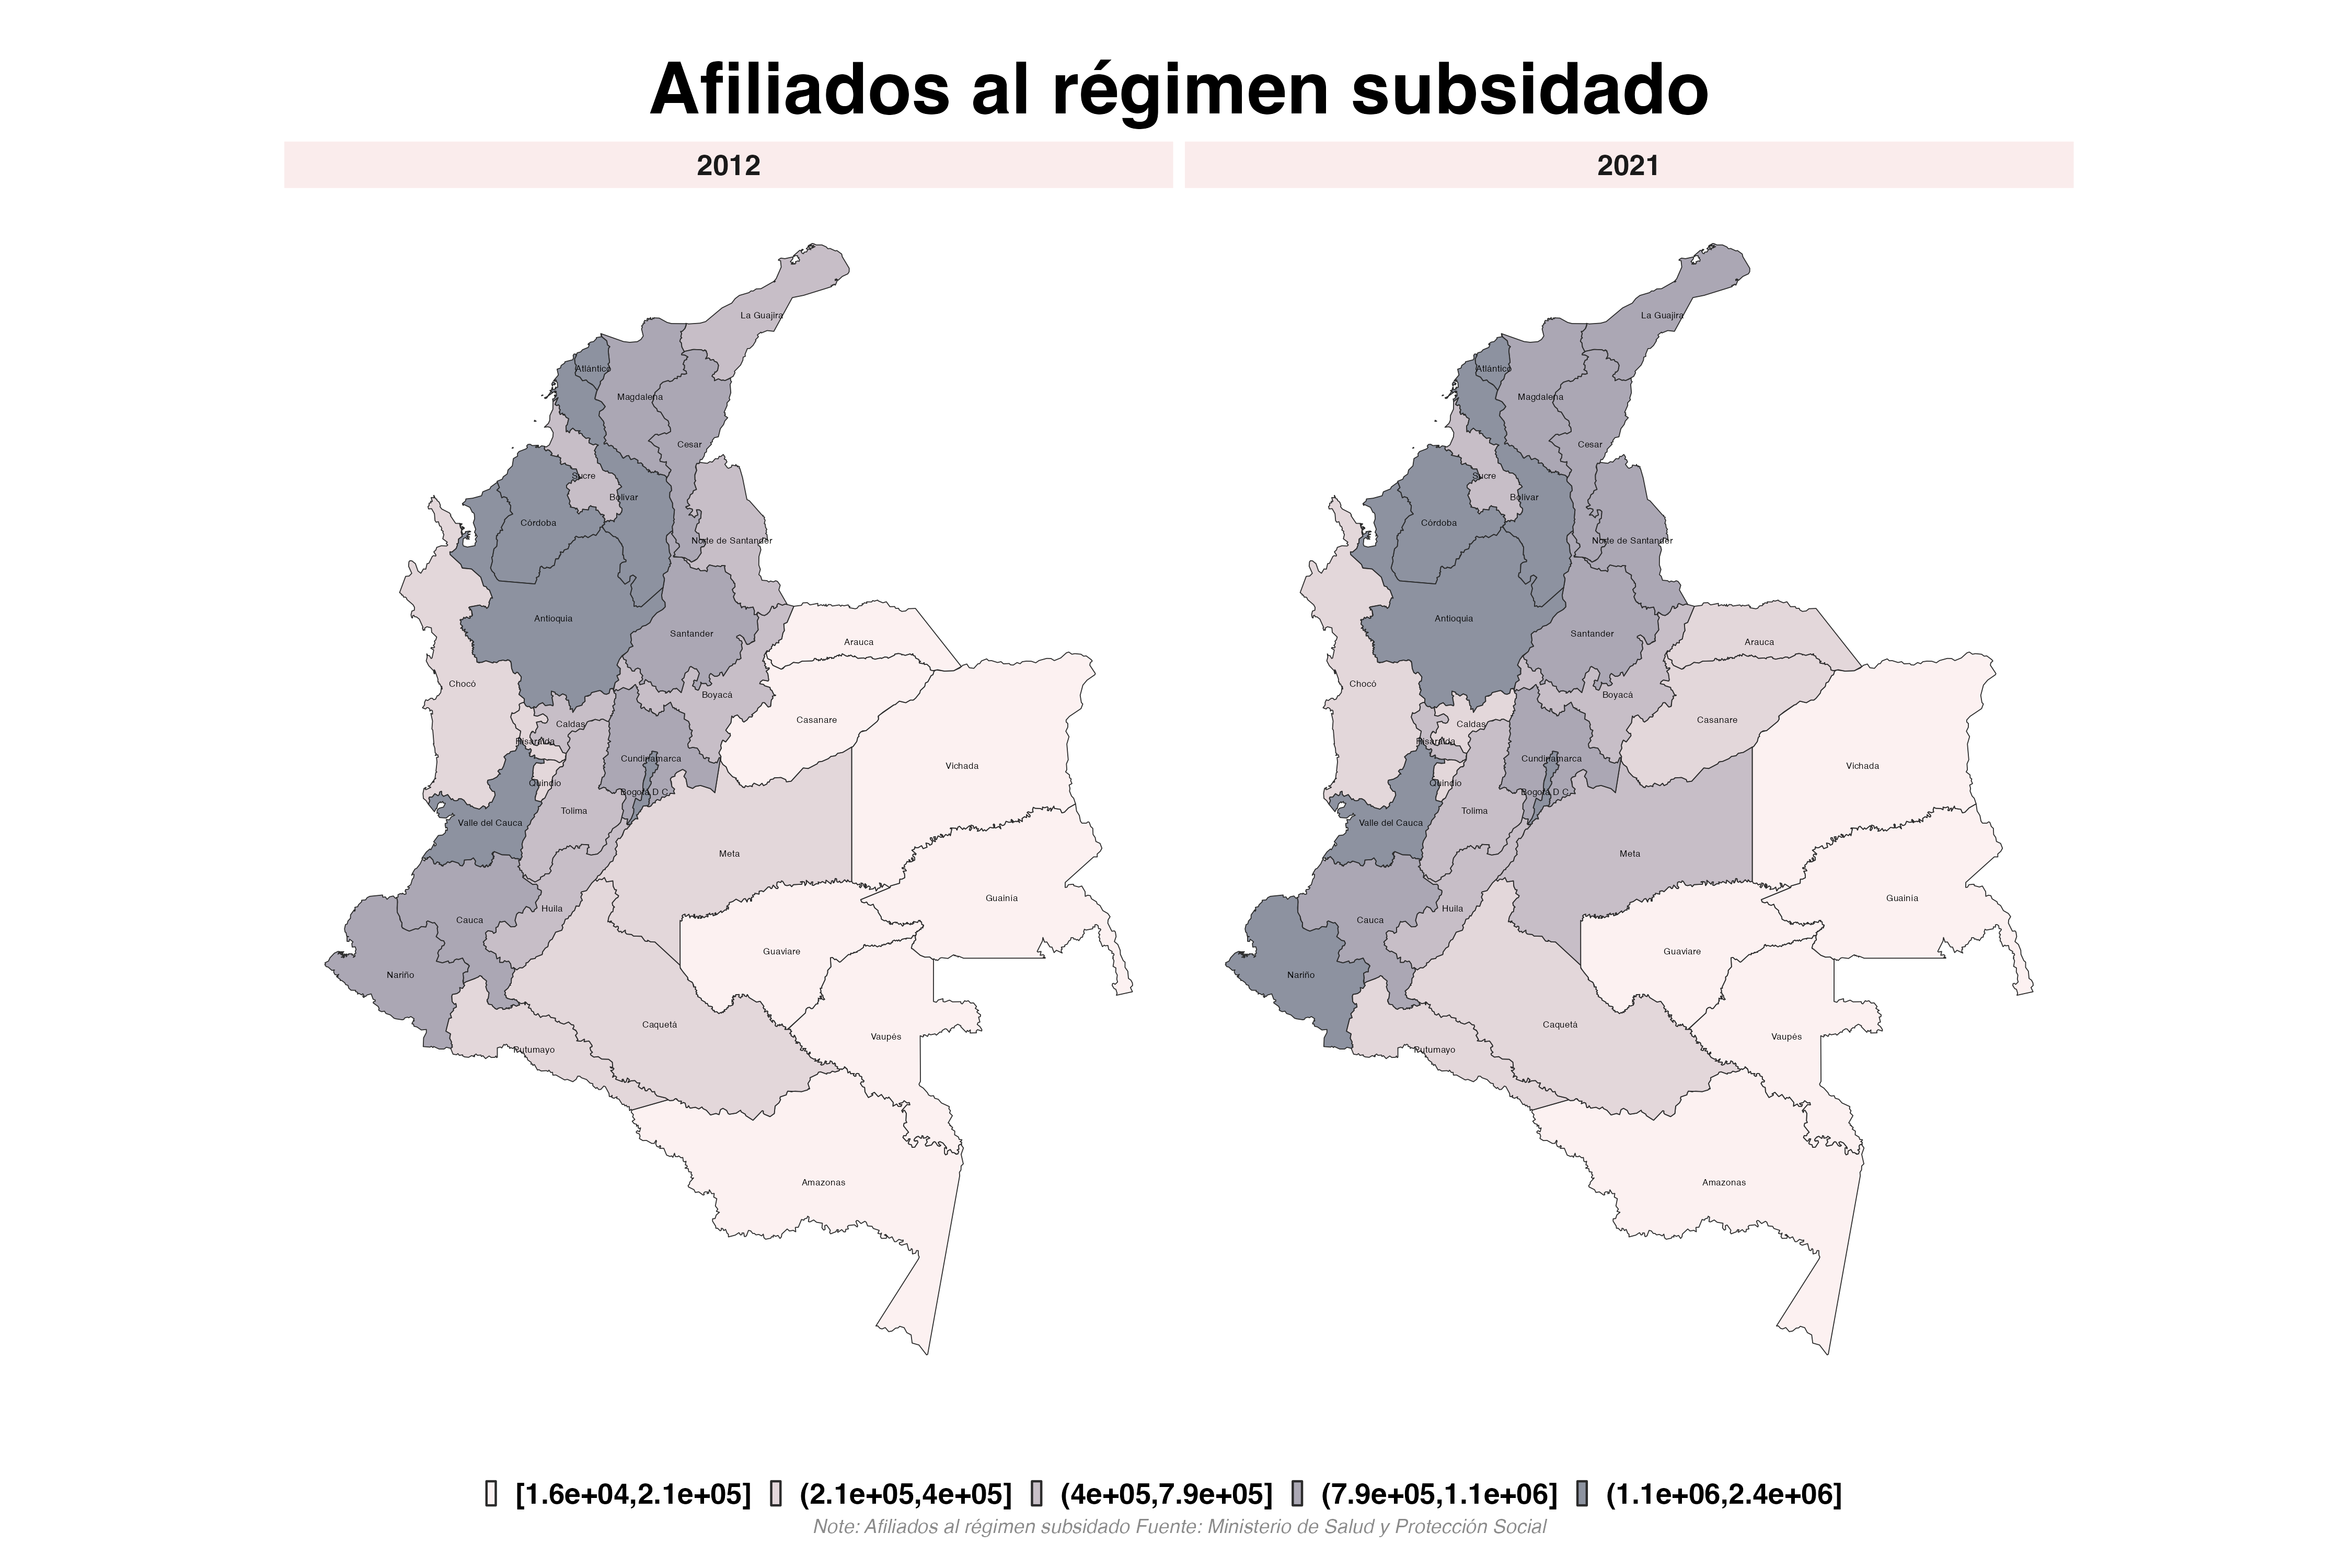 Afiliados al régimen subsidado
2012
2021
La Guajira
Atlántico
Magdalena
Cesar
Sucre
Bolívar
Córdoba
Norte de Santander
Antioquia
Santander
Arauca
Chocó
Boyacá
Caldas
Casanare
Risaralda
Cundinamarca
Vichada
Quindío
Bogotá D.C.
Tolima
Valle del Cauca
Meta
Guainía
Huila
Cauca
Guaviare
Nariño
Caquetá
Vaupés
Putumayo
Amazonas
La Guajira
Atlántico
Magdalena
Cesar
Sucre
Bolívar
Córdoba
Norte de Santander
Antioquia
Santander
Arauca
Chocó
Boyacá
Caldas
Casanare
Risaralda
Cundinamarca
Vichada
Quindío
Bogotá D.C.
Tolima
Valle del Cauca
Meta
Guainía
Huila
Cauca
Guaviare
Nariño
Caquetá
Vaupés
Putumayo
Amazonas
[1.6e+04,2.1e+05] (2.1e+05,4e+05] (4e+05,7.9e+05] (7.9e+05,1.1e+06] (1.1e+06,2.4e+06]
Note: Afiliados al régimen subsidado Fuente: Ministerio de Salud y Protección Social